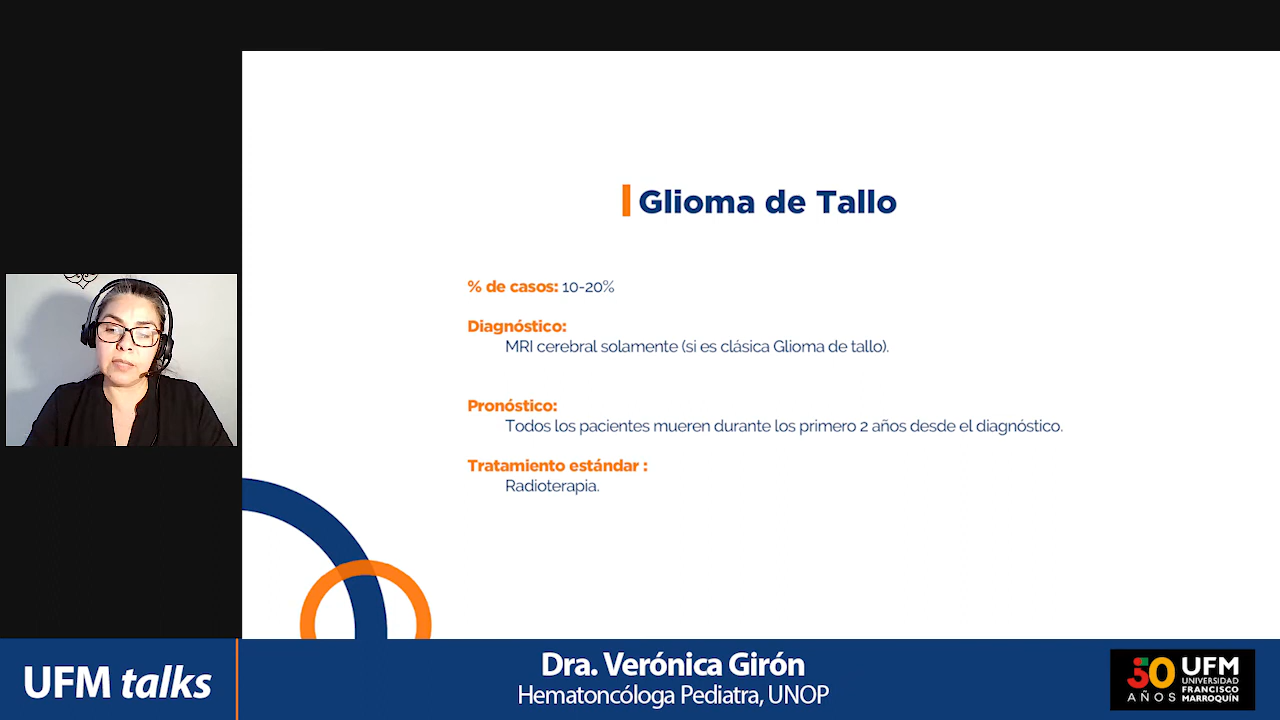 Glioma de Tallo
% de casos: 10-20%
Diagnóstico:
MRI cerebral solamente (si es clásica Glioma de tallo).
Pronóstico:
Todos los pacientes mueren durante los primero 2 años desde el diagnóstico.
Tratamiento estándar :
Radioterapia.
UFM talks
Dra. Verónica Girón
Hematoncóloga Pediatra, UNOP
50 AÑOS
UFM
UNIVERSIDAD
FRANCISCO
MARROQUÍN